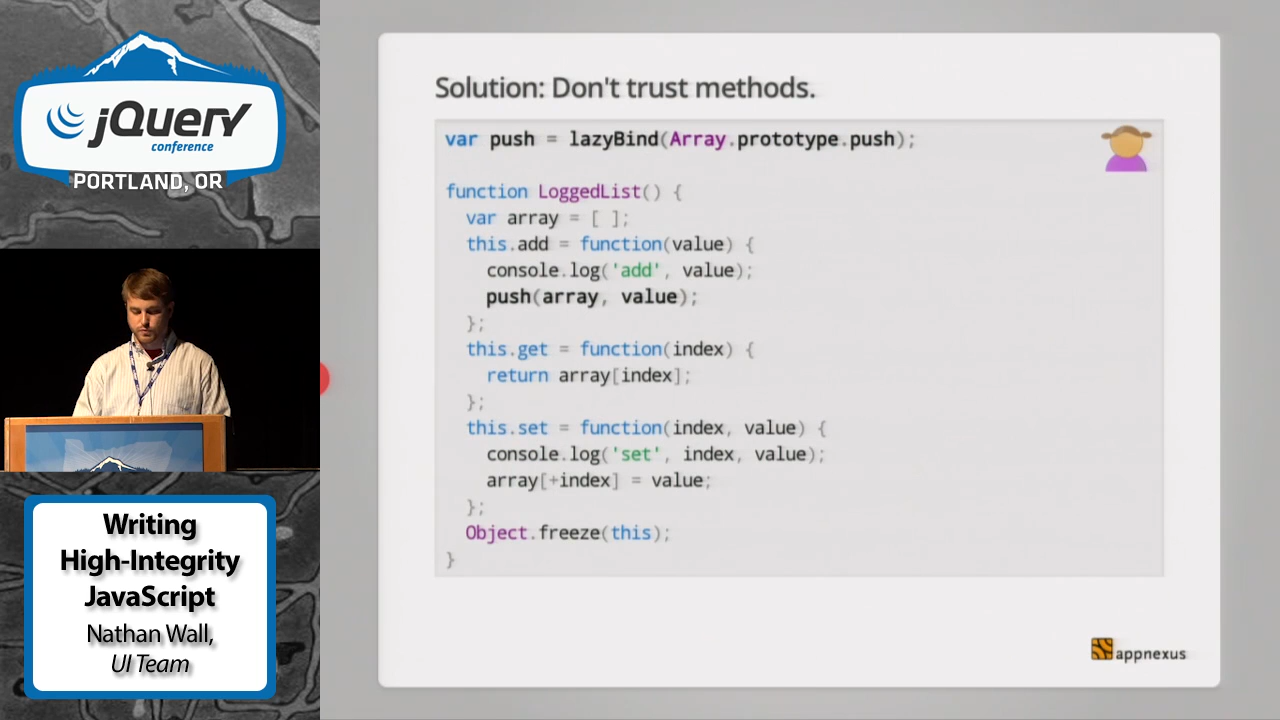 jQuery
conference
PORTLAND, OR
Writing
High-Integrity
JavaScript
Nathan Wall,
UI Team
Solution: Don't trust methods.
var push = lazyBind(Array.prototype.push);
function LoggedList() {
var array = [ ];
this.add = function(value) {
console.log('add', value);
push(array, value);
};
this.get = function(index) {
return array[index];
};
this.set = function(index, value) {
console.log('set', index, value);
array[+index] = value;
};
Object.freeze(this);
}
appnexus